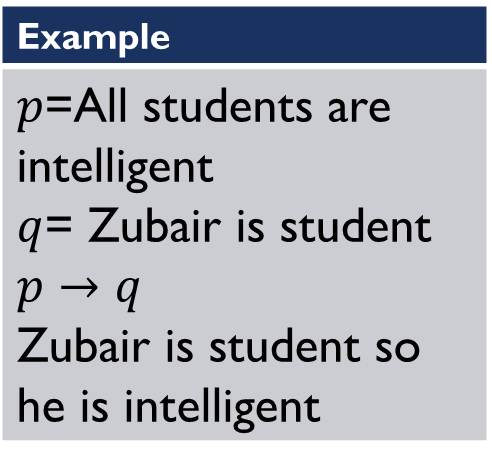 Example
p=All students are
intelligent
q= Zubair is student
p → q
Zubair is student so
he is intelligent